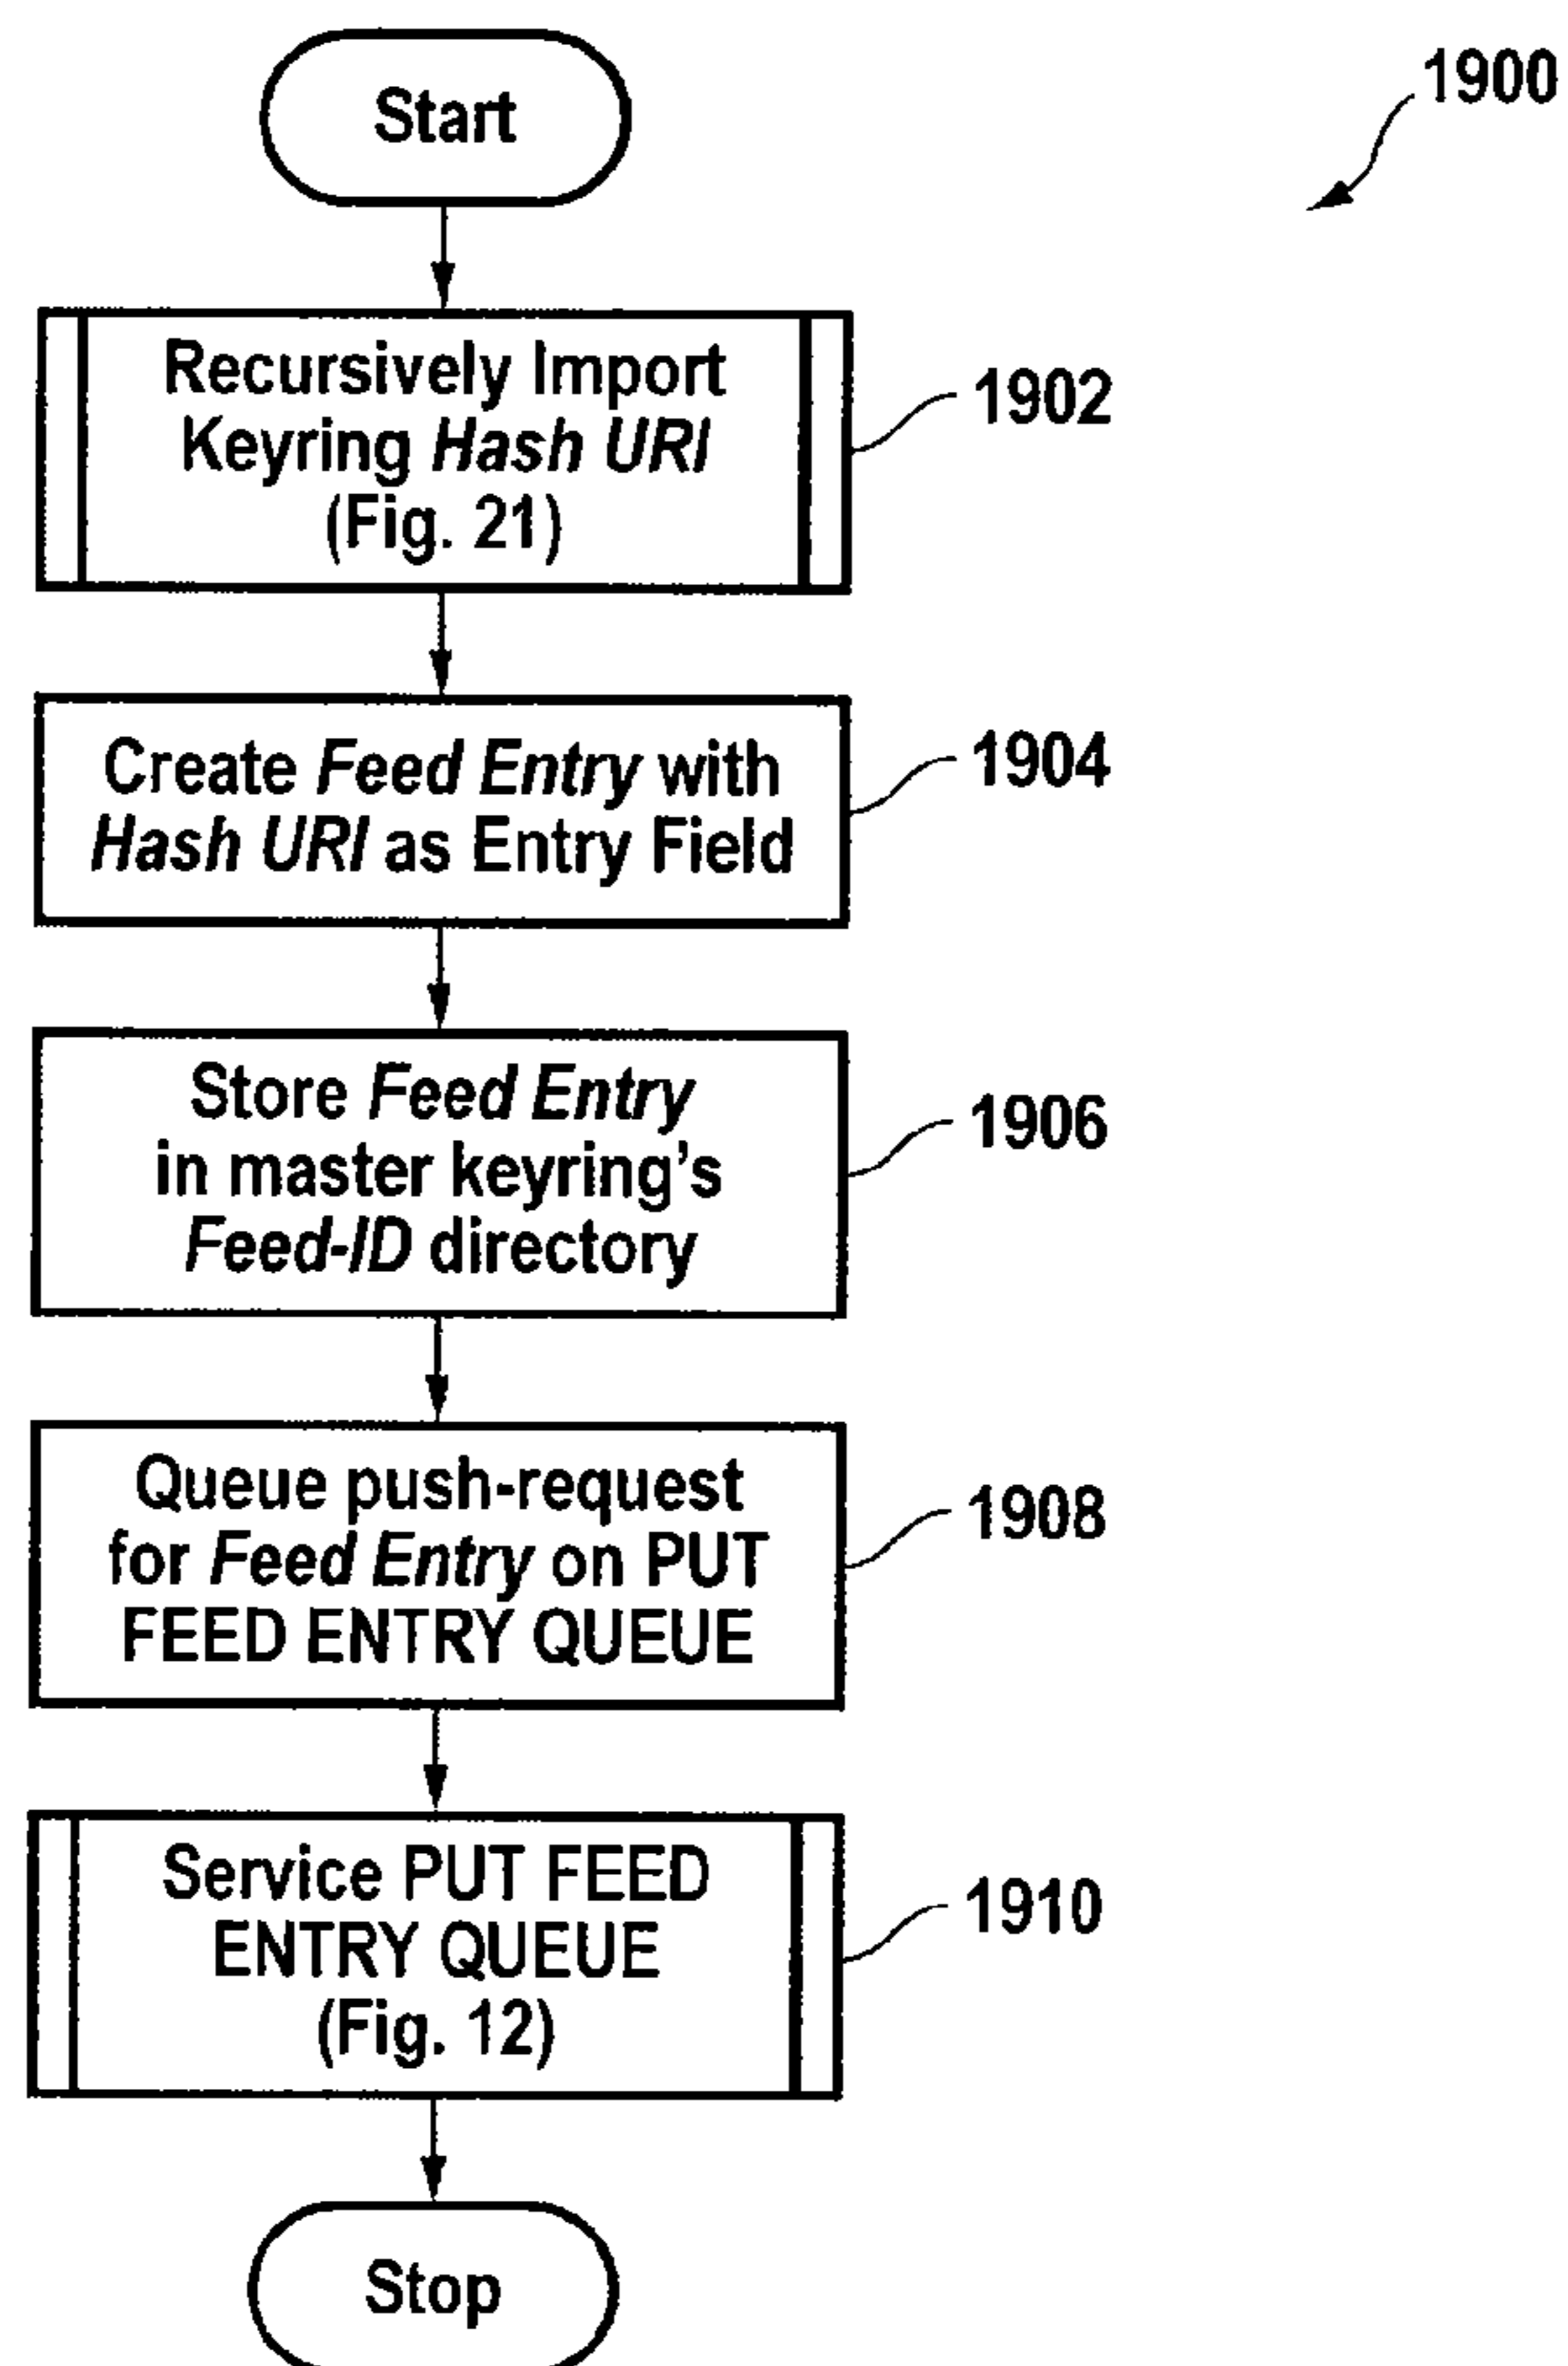 Start
1900
Recursively Import
Keyring Hash URI
(Fig. 21)
1902
Create Feed Entry with
Hash URI as Entry Field
1904
Store Feed Entry
in master keyring's
Feed-ID directory
1906
Queue push-request
for Feed Entry on PUT
FEED ENTRY QUEUE
1908
Service PUT FEED
ENTRY QUEUE
(Fig. 12)
1910
Stop